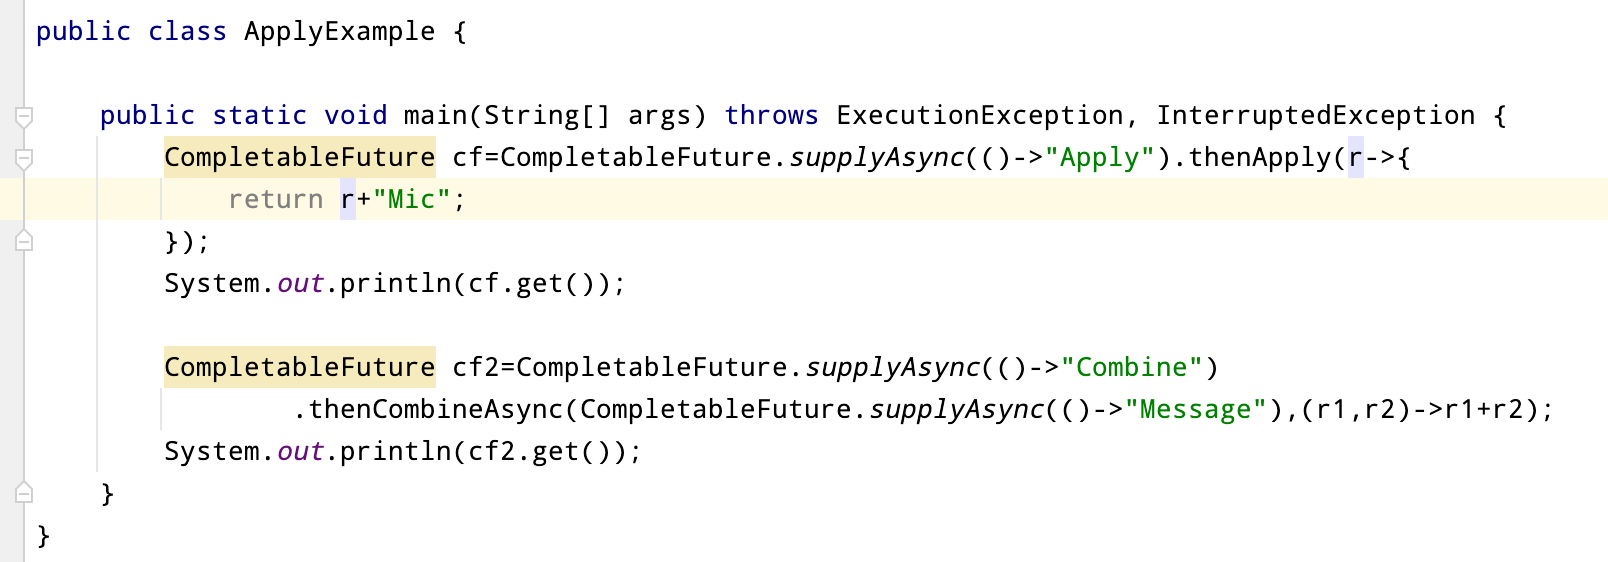 public class ApplyExample {
public static void main(String[] args) throws ExecutionException, InterruptedException {
CompletableFuture cf=CompletableFuture.supplyAsync(()->"Apply").thenApply(r->{
return r+"Mic";
});
System.out.println(cf.get());
CompletableFuture cf2=CompletableFuture.supplyAsync(()->"Combine")
.thenCombineAsync(CompletableFuture.supplyAsync(()->"Message"),(r1,r2)->r1+r2);
System.out.println(cf2.get());
}
}